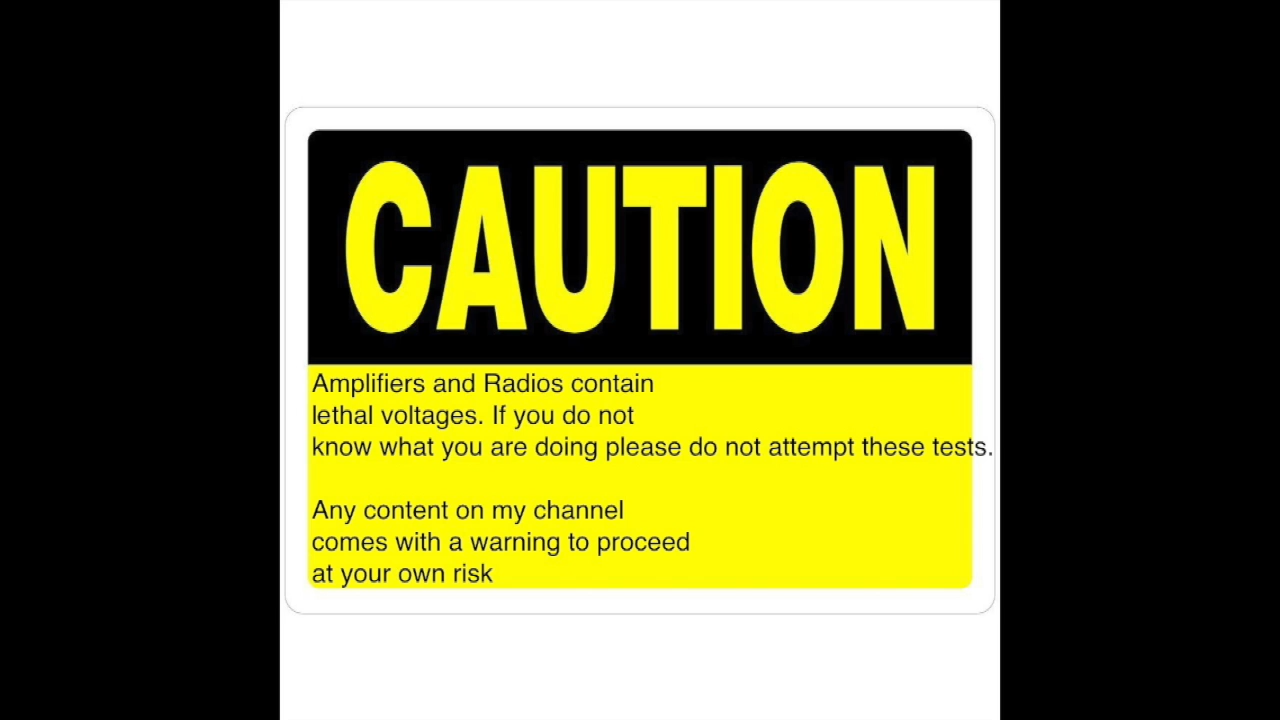 CAUTION
Amplifiers and Radios contain
lethal voltages. If you do not
know what you are doing please do not attempt these tests.
Any content on my channel
comes with a warning to proceed
at your own risk